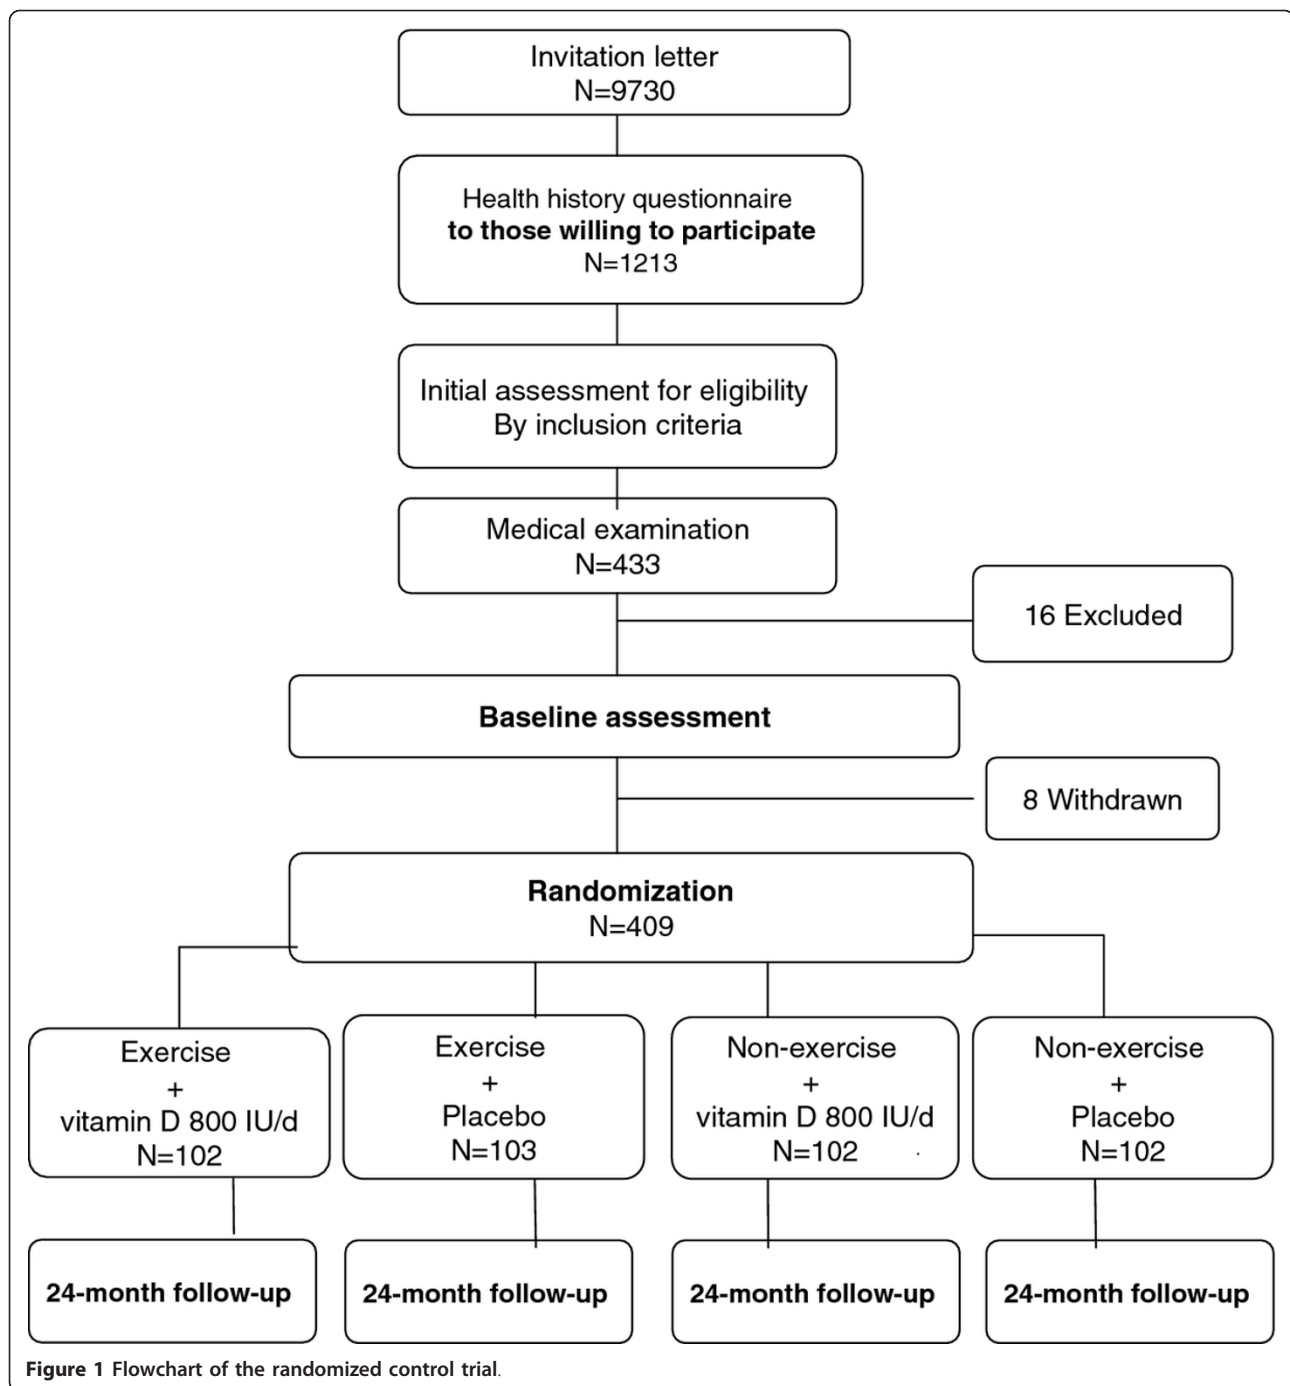 Invitation letter
N=9730
Health history questionnaire
to those willing to participate
N=1213
Initial assessment for eligibility
By inclusion criteria
Medical examination
N=433
16 Excluded
Baseline assessment
8 Withdrawn
Randomization
N=409
Exercise
+
vitamin D 800 IU/d
N=102
Exercise
+
Placebo
N=103
Non-exercise
+
vitamin D 800 IU/d
N=102
Non-exercise
+
Placebo
N=102
24-month follow-up
24-month follow-up
24-month follow-up
24-month follow-up
Figure 1 Flowchart of the randomized control trial.